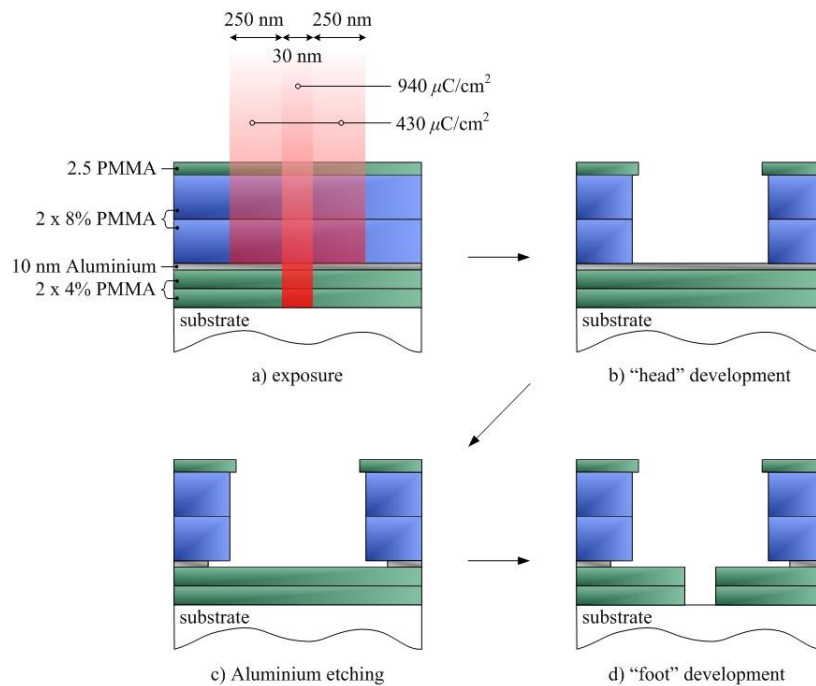 250 nm 250 nm
30 nm
940 μC/cm²
430 μC/cm²
2.5 PMMA
2 x 8% PMMA
10 nm Aluminium
2 x 4% PMMA
substrate
a) exposure
substrate
b) “head” development
substrate
c) Aluminium etching
substrate
d) “foot” development